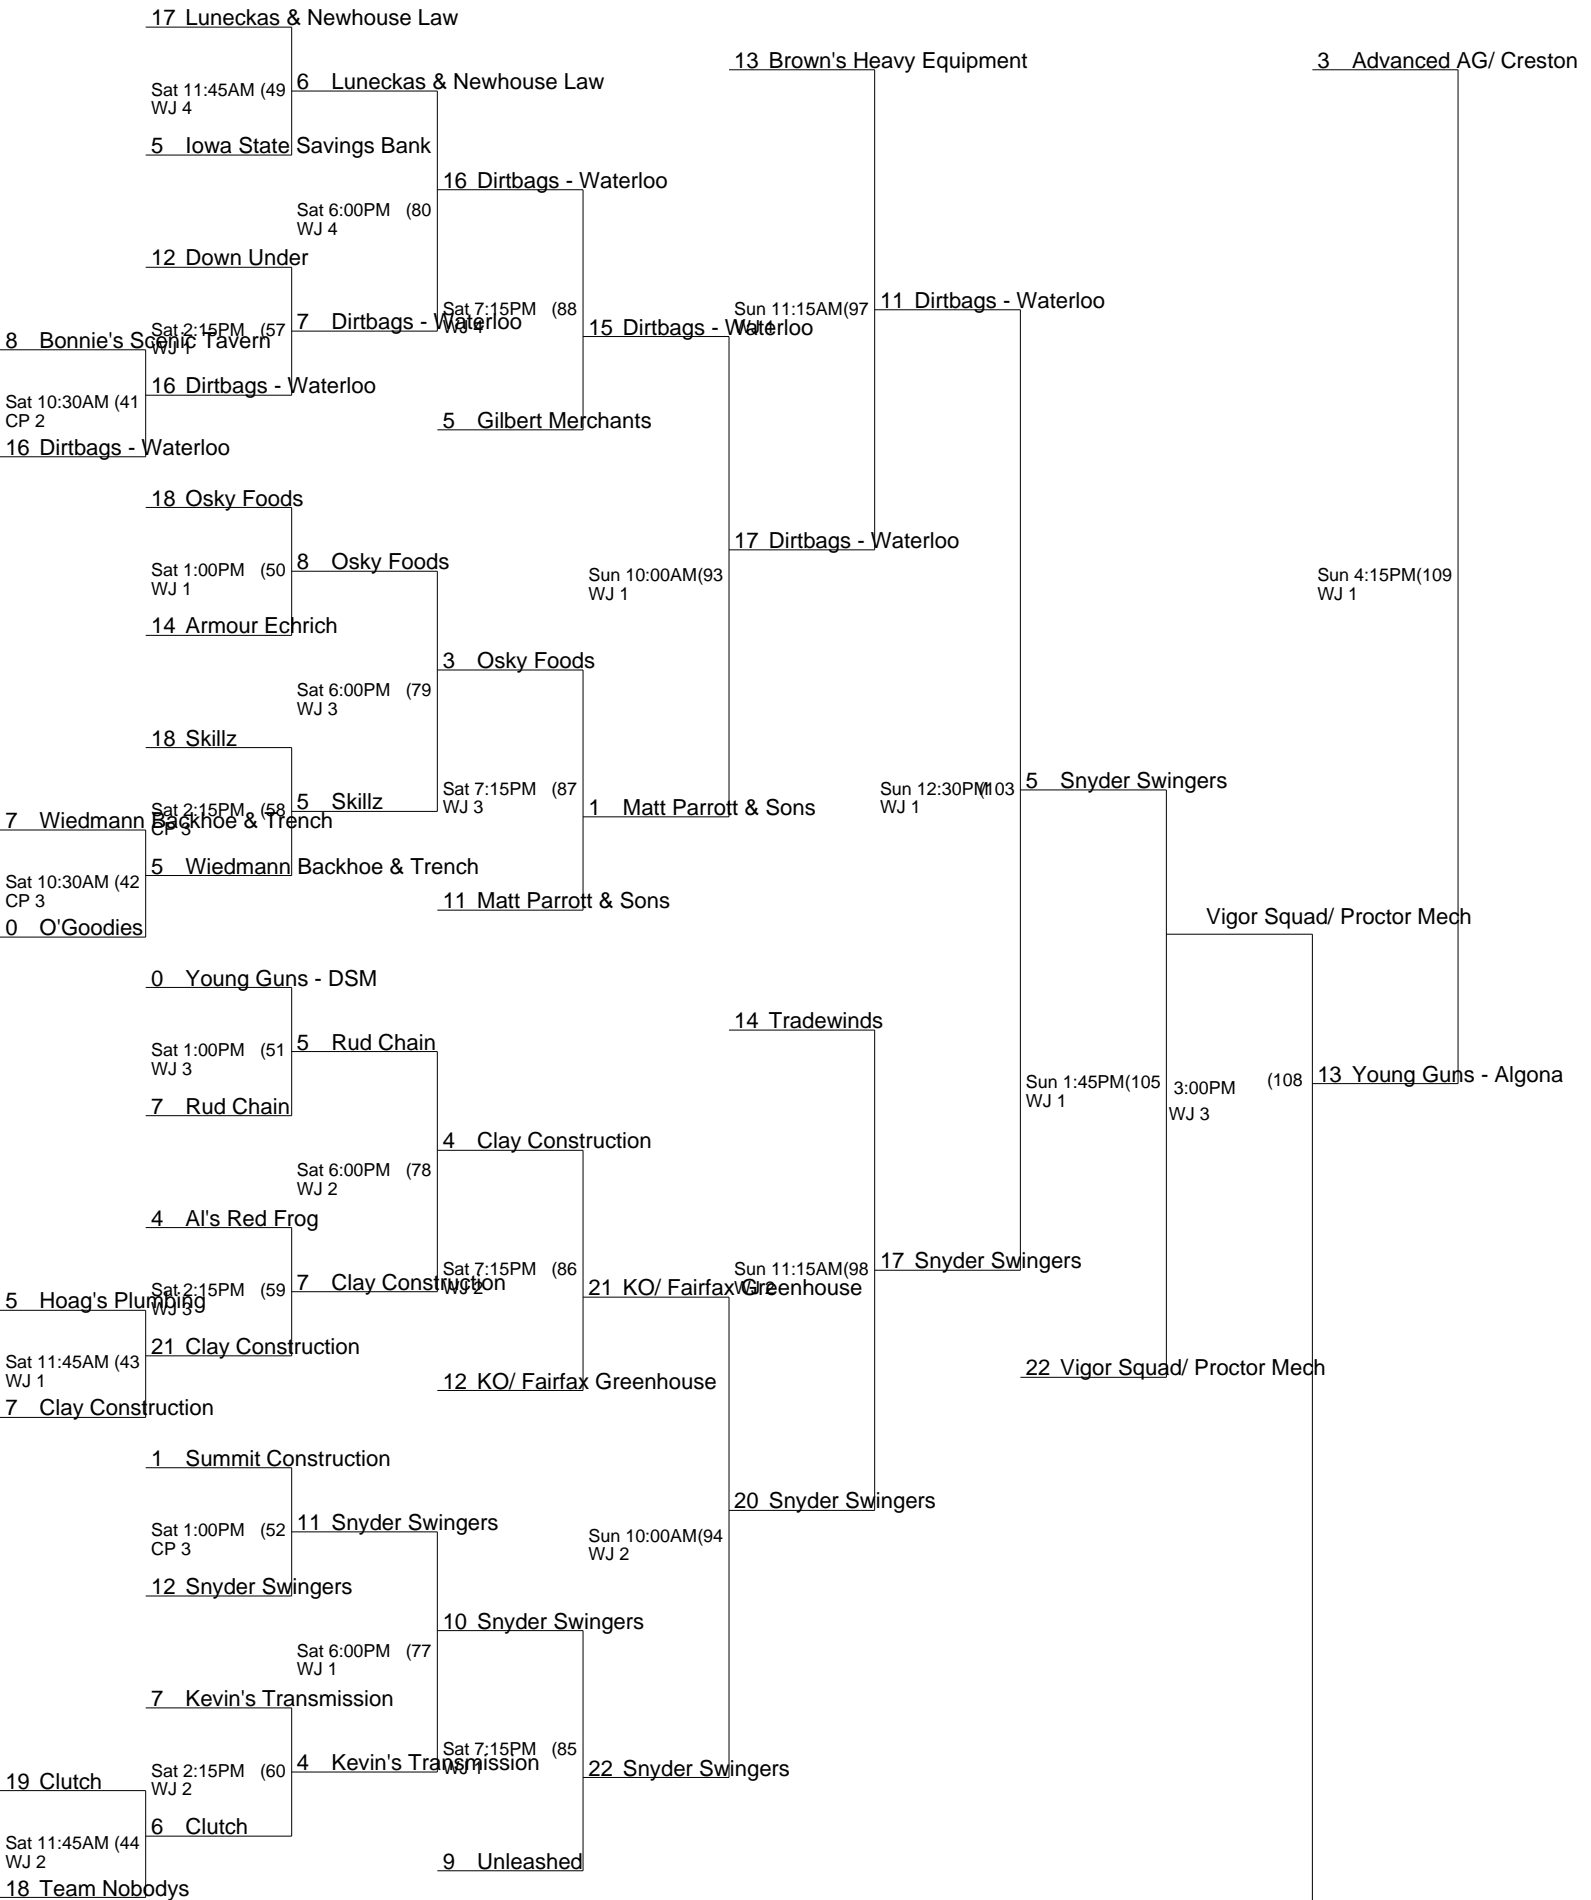 17 Luneckas & Newhouse Law
13 Brown's Heavy Equipment
3 Advanced AG/ Creston
Sat 11:45AM (49
WJ 4
6 Luneckas & Newhouse Law
5 Iowa State Savings Bank
16 Dirtbags - Waterloo
Sat 6:00PM (80
WJ 4
12 Down Under
Sat 2:15PM (57
WJ 1
7 Dirtbags - Waterloo
Sat 7:15PM (88
WJ 4
15 Dirtbags - Waterloo
Sun 11:15AM(97
WJ 1
11 Dirtbags - Waterloo
8 Bonnie's Scenic Tavern
16 Dirtbags - Waterloo
Sat 10:30AM (41
CP 2
5 Gilbert Merchants
16 Dirtbags - Waterloo
18 Osky Foods
17 Dirtbags - Waterloo
Sat 1:00PM (50
WJ 1
8 Osky Foods
Sun 10:00AM(93
WJ 1
Sun 4:15PM(109
WJ 1
14 Armour Echrich
3 Osky Foods
Sat 6:00PM (79
WJ 3
18 Skillz
Sat 2:15PM (58
CP 3
5 Skillz
Sat 7:15PM (87
WJ 3
1 Matt Parrott & Sons
Sun 12:30PM(103
WJ 1
5 Snyder Swingers
7 Wiedmann Backhoe & Trench
5 Wiedmann Backhoe & Trench
Sat 10:30AM (42
CP 3
11 Matt Parrott & Sons
0 O'Goodies
Vigor Squad/ Proctor Mech
0 Young Guns - DSM
14 Tradewinds
Sat 1:00PM (51
WJ 3
5 Rud Chain
7 Rud Chain
Sun 1:45PM(105
WJ 1
3:00PM (108
WJ 3
13 Young Guns - Algona
4 Clay Construction
Sat 6:00PM (78
WJ 2
4 Al's Red Frog
Sat 2:15PM (59
WJ 3
7 Clay Construction
Sat 7:15PM (86
WJ 2
21 KO/ Fairfax Greenhouse
Sun 11:15AM(98
WJ 2
17 Snyder Swingers
5 Hoag's Plumbing
21 Clay Construction
Sat 11:45AM (43
WJ 1
12 KO/ Fairfax Greenhouse
22 Vigor Squad/ Proctor Mech
7 Clay Construction
1 Summit Construction
20 Snyder Swingers
Sat 1:00PM (52
CP 3
11 Snyder Swingers
Sun 10:00AM(94
WJ 2
12 Snyder Swingers
10 Snyder Swingers
Sat 6:00PM (77
WJ 1
7 Kevin's Transmission
Sat 2:15PM (60
WJ 2
4 Kevin's Transmission
Sat 7:15PM (85
WJ 1
22 Snyder Swingers
19 Clutch
6 Clutch
Sat 11:45AM (44
WJ 2
9 Unleashed
18 Team Nobodys